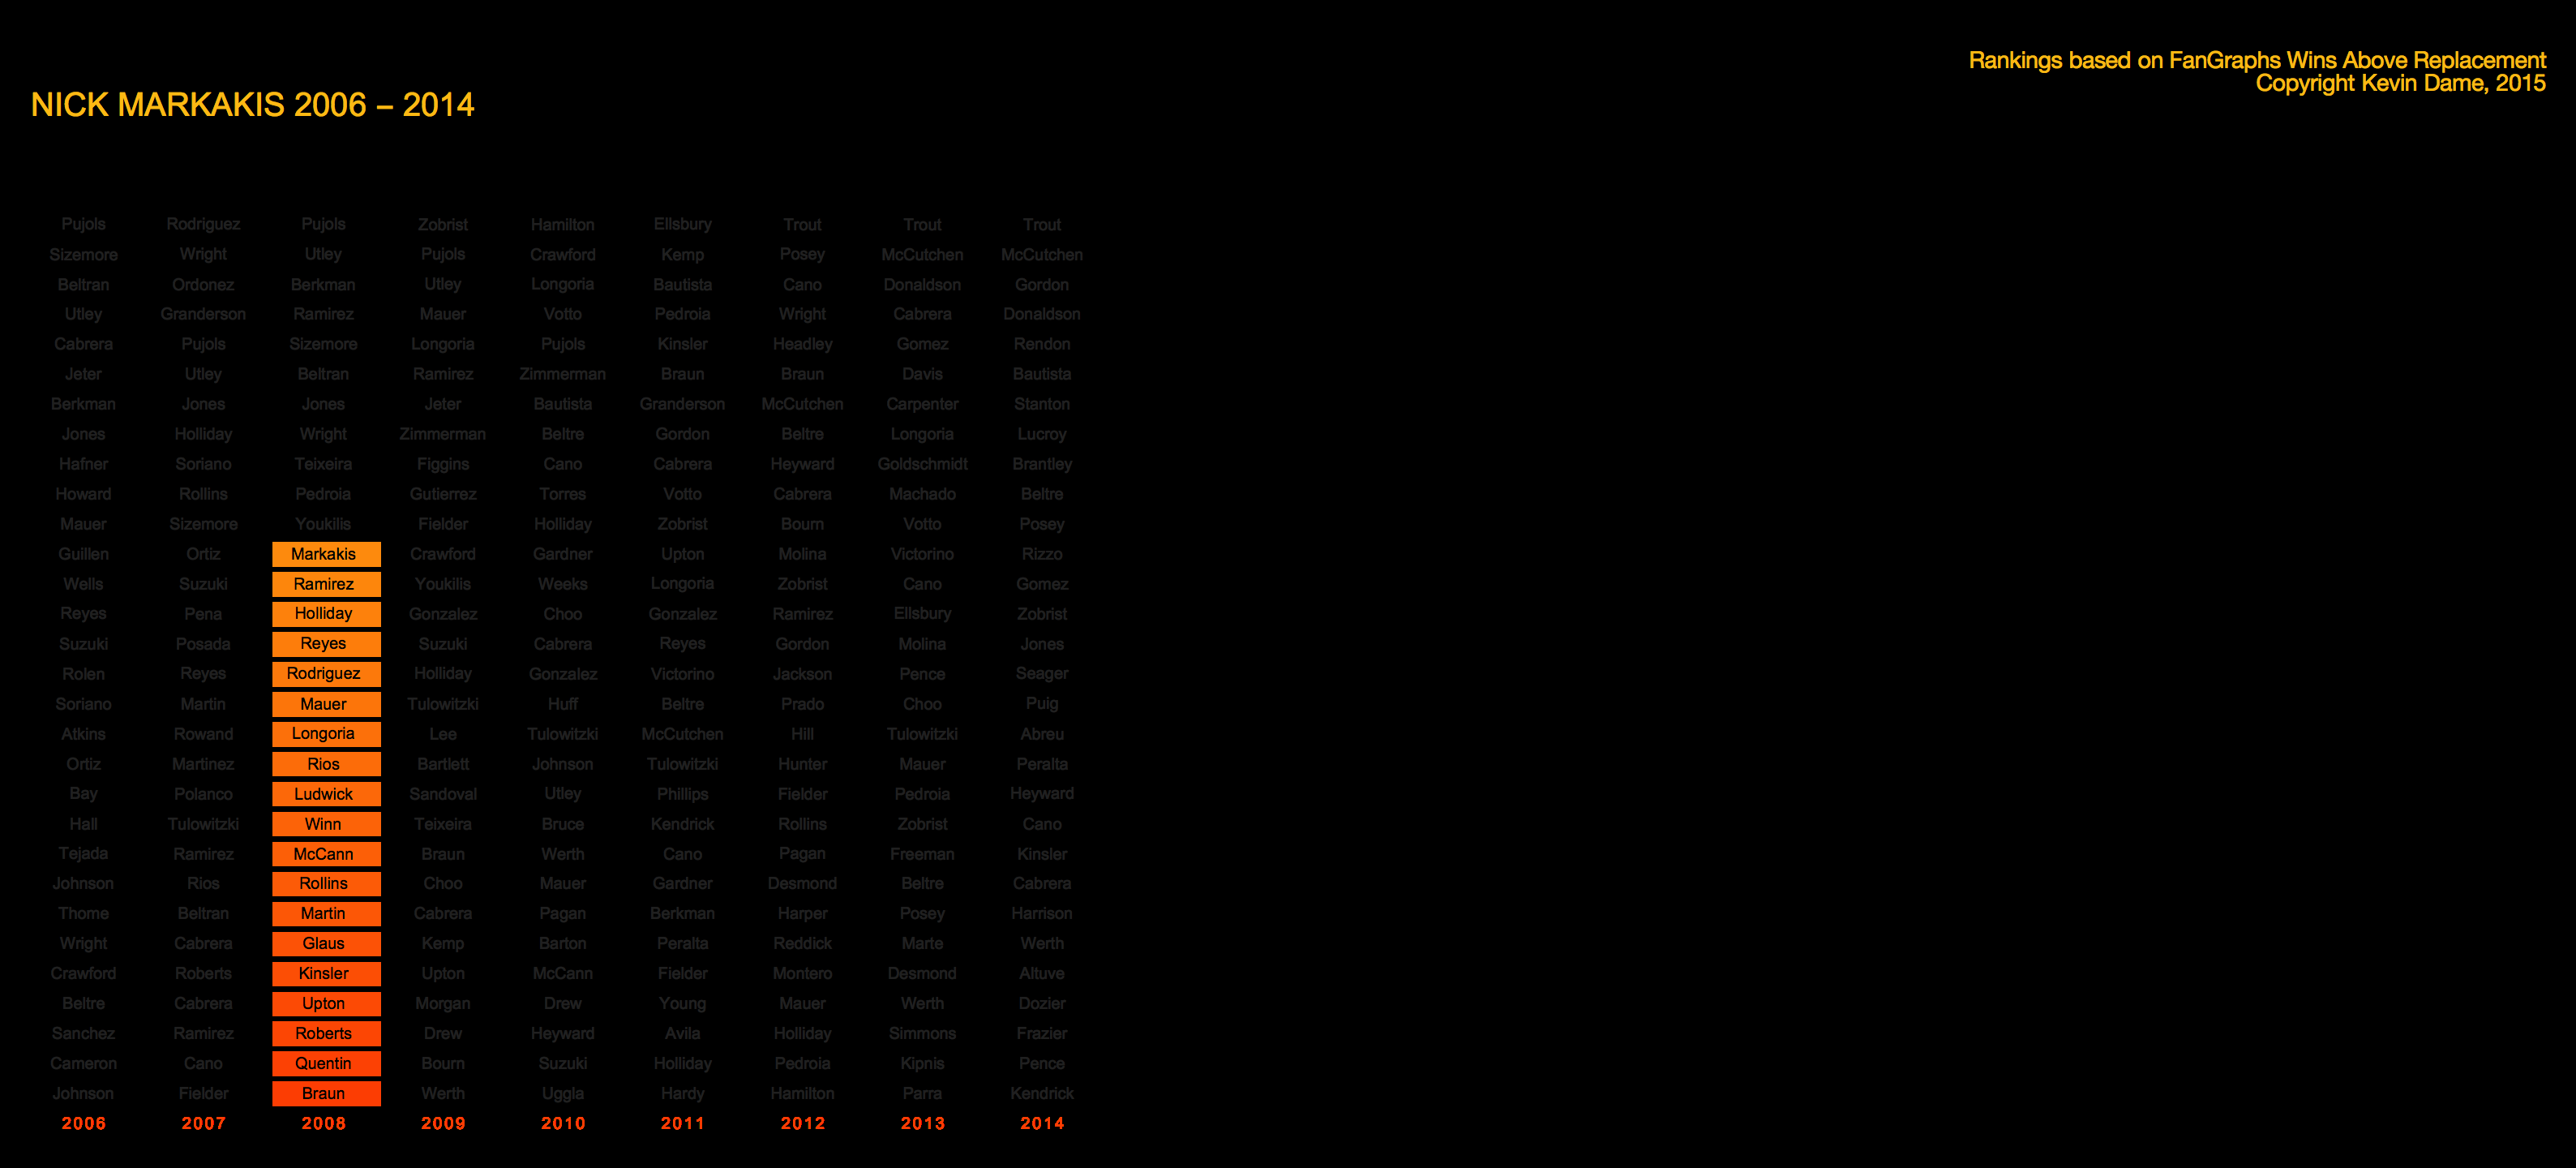 Rankings based on FanGraphs Wins Above Replacement
Copyright Kevin Dame, 2015
NICK MARKAKIS 2006 – 2014
Pujols Rodriguez Pujols Zobrist Hamilton Ellsbury Trout Trout Trout
Sizemore Wright Utley Pujols Crawford Kemp Posey McCutchen McCutchen
Beltran Ordonez Berkman Utley Longoria Bautista Cano Donaldson Gordon
Utley Granderson Ramirez Mauer Votto Pedroia Wright Cabrera Donaldson
Cabrera Pujols Sizemore Longoria Pujols Kinsler Headley Gomez Rendon
Jeter Utley Beltran Ramirez Zimmerman Braun Braun Davis Bautista
Berkman Jones Jones Jeter Bautista Granderson McCutchen Carpenter Stanton
Jones Holliday Wright Zimmerman Beltre Gordon Beltre Longoria Lucroy
Hafner Soriano Teixeira Figgins Cano Cabrera Heyward Goldschmidt Brantley
Howard Rollins Pedroia Gutierrez Torres Votto Cabrera Machado Beltre
Mauer Sizemore Youkilis Fielder Holliday Zobrist Bourn Votto Posey
Guillen Ortiz Markakis Crawford Gardner Upton Molina Victorino Rizzo
Wells Suzuki Ramirez Youkilis Weeks Longoria Zobrist Cano Gomez
Reyes Pena Holliday Gonzalez Choo Gonzalez Ramirez Ellsbury Zobrist
Suzuki Posada Reyes Suzuki Cabrera Reyes Gordon Molina Jones
Rolen Reyes Rodriguez Holliday Gonzalez Victorino Jackson Pence Seager
Soriano Martin Mauer Tulowitzki Huff Beltre Prado Choo Puig
Atkins Rowand Longoria Lee Tulowitzki McCutchen Hill Tulowitzki Abreu
Ortiz Martinez Rios Bartlett Johnson Tulowitzki Hunter Mauer Peralta
Bay Polanco Ludwick Sandoval Utley Phillips Fielder Pedroia Heyward
Hall Tulowitzki Winn Teixeira Bruce Kendrick Rollins Zobrist Cano
Tejada Ramirez McCann Braun Werth Cano Pagan Freeman Kinsler
Johnson Rios Rollins Choo Mauer Gardner Desmond Beltre Cabrera
Thome Beltran Martin Cabrera Pagan Berkman Harper Posey Harrison
Wright Cabrera Glaus Kemp Barton Peralta Reddick Marte Werth
Crawford Roberts Kinsler Upton McCann Fielder Montero Desmond Altuve
Beltre Cabrera Upton Morgan Drew Young Mauer Werth Dozier
Sanchez Ramirez Roberts Drew Heyward Avila Holliday Simmons Frazier
Cameron Cano Quentin Bourn Suzuki Holliday Pedroia Kipnis Pence
Johnson Fielder Braun Werth Uggla Hardy Hamilton Parra Kendrick
2006 2007 2008 2009 2010 2011 2012 2013 2014